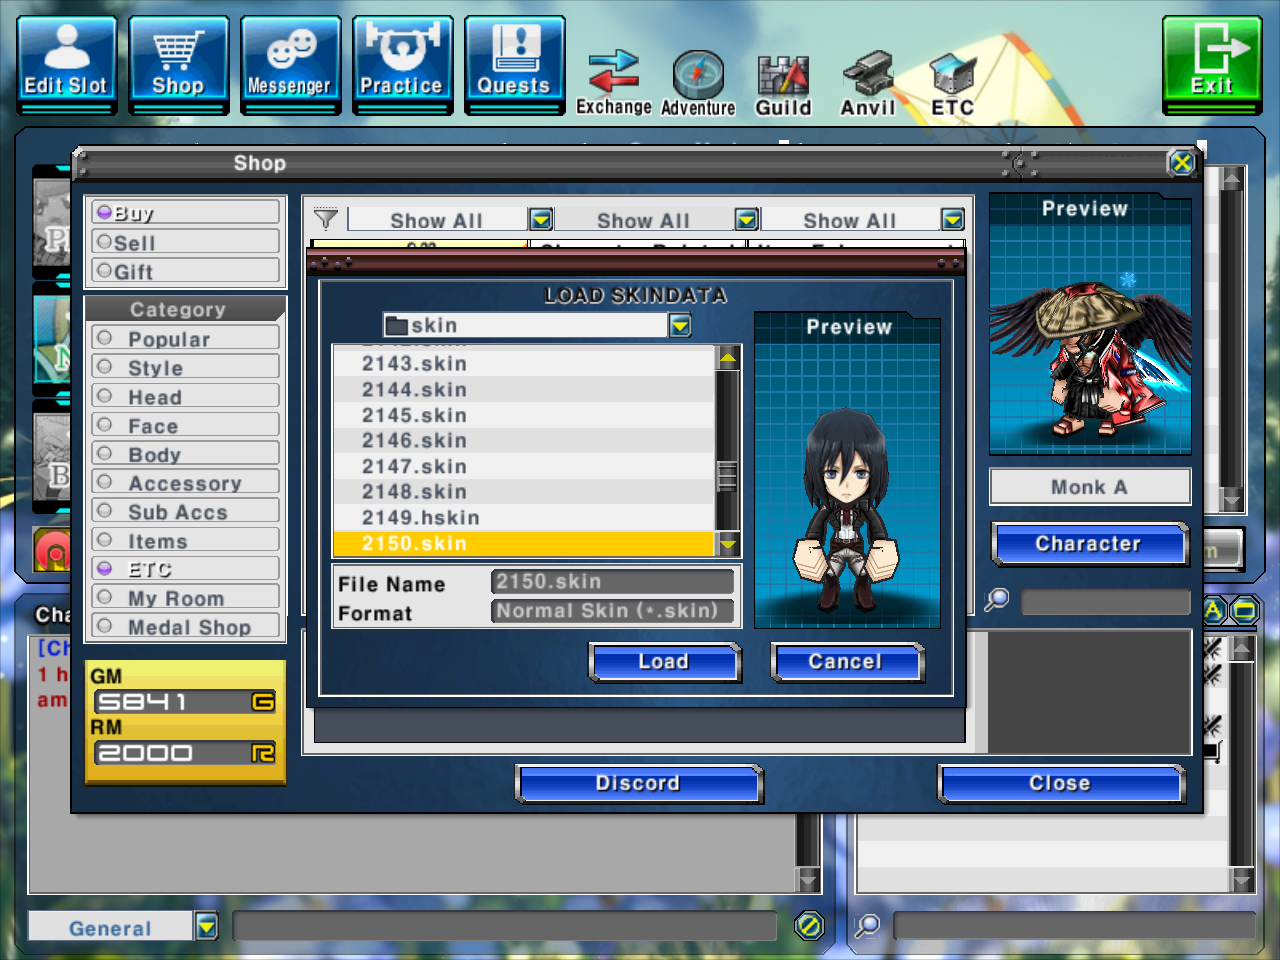 Edit Slot
Shop
Messenger
Practice
Quests
Exchange
Adventure
Guild
Anvil
ETC
Exit
Shop
Buy
Sell
Gift
Category
Popular
Style
Head
Face
Body
Accessory
Sub Accs
Items
ETC
My Room
Medal Shop
GM
5841 G
RM
2000 R
Show All
Show All
Show All
LOAD SKINDATA
skin
2143.skin
2144.skin
2145.skin
2146.skin
2147.skin
2148.skin
2149.hskin
2150.skin
File Name
2150.skin
Format
Normal Skin (*.skin)
Preview
Load
Cancel
Preview
Monk A
Character
Discord
Close
Cha
[Ch
1 h
am
General